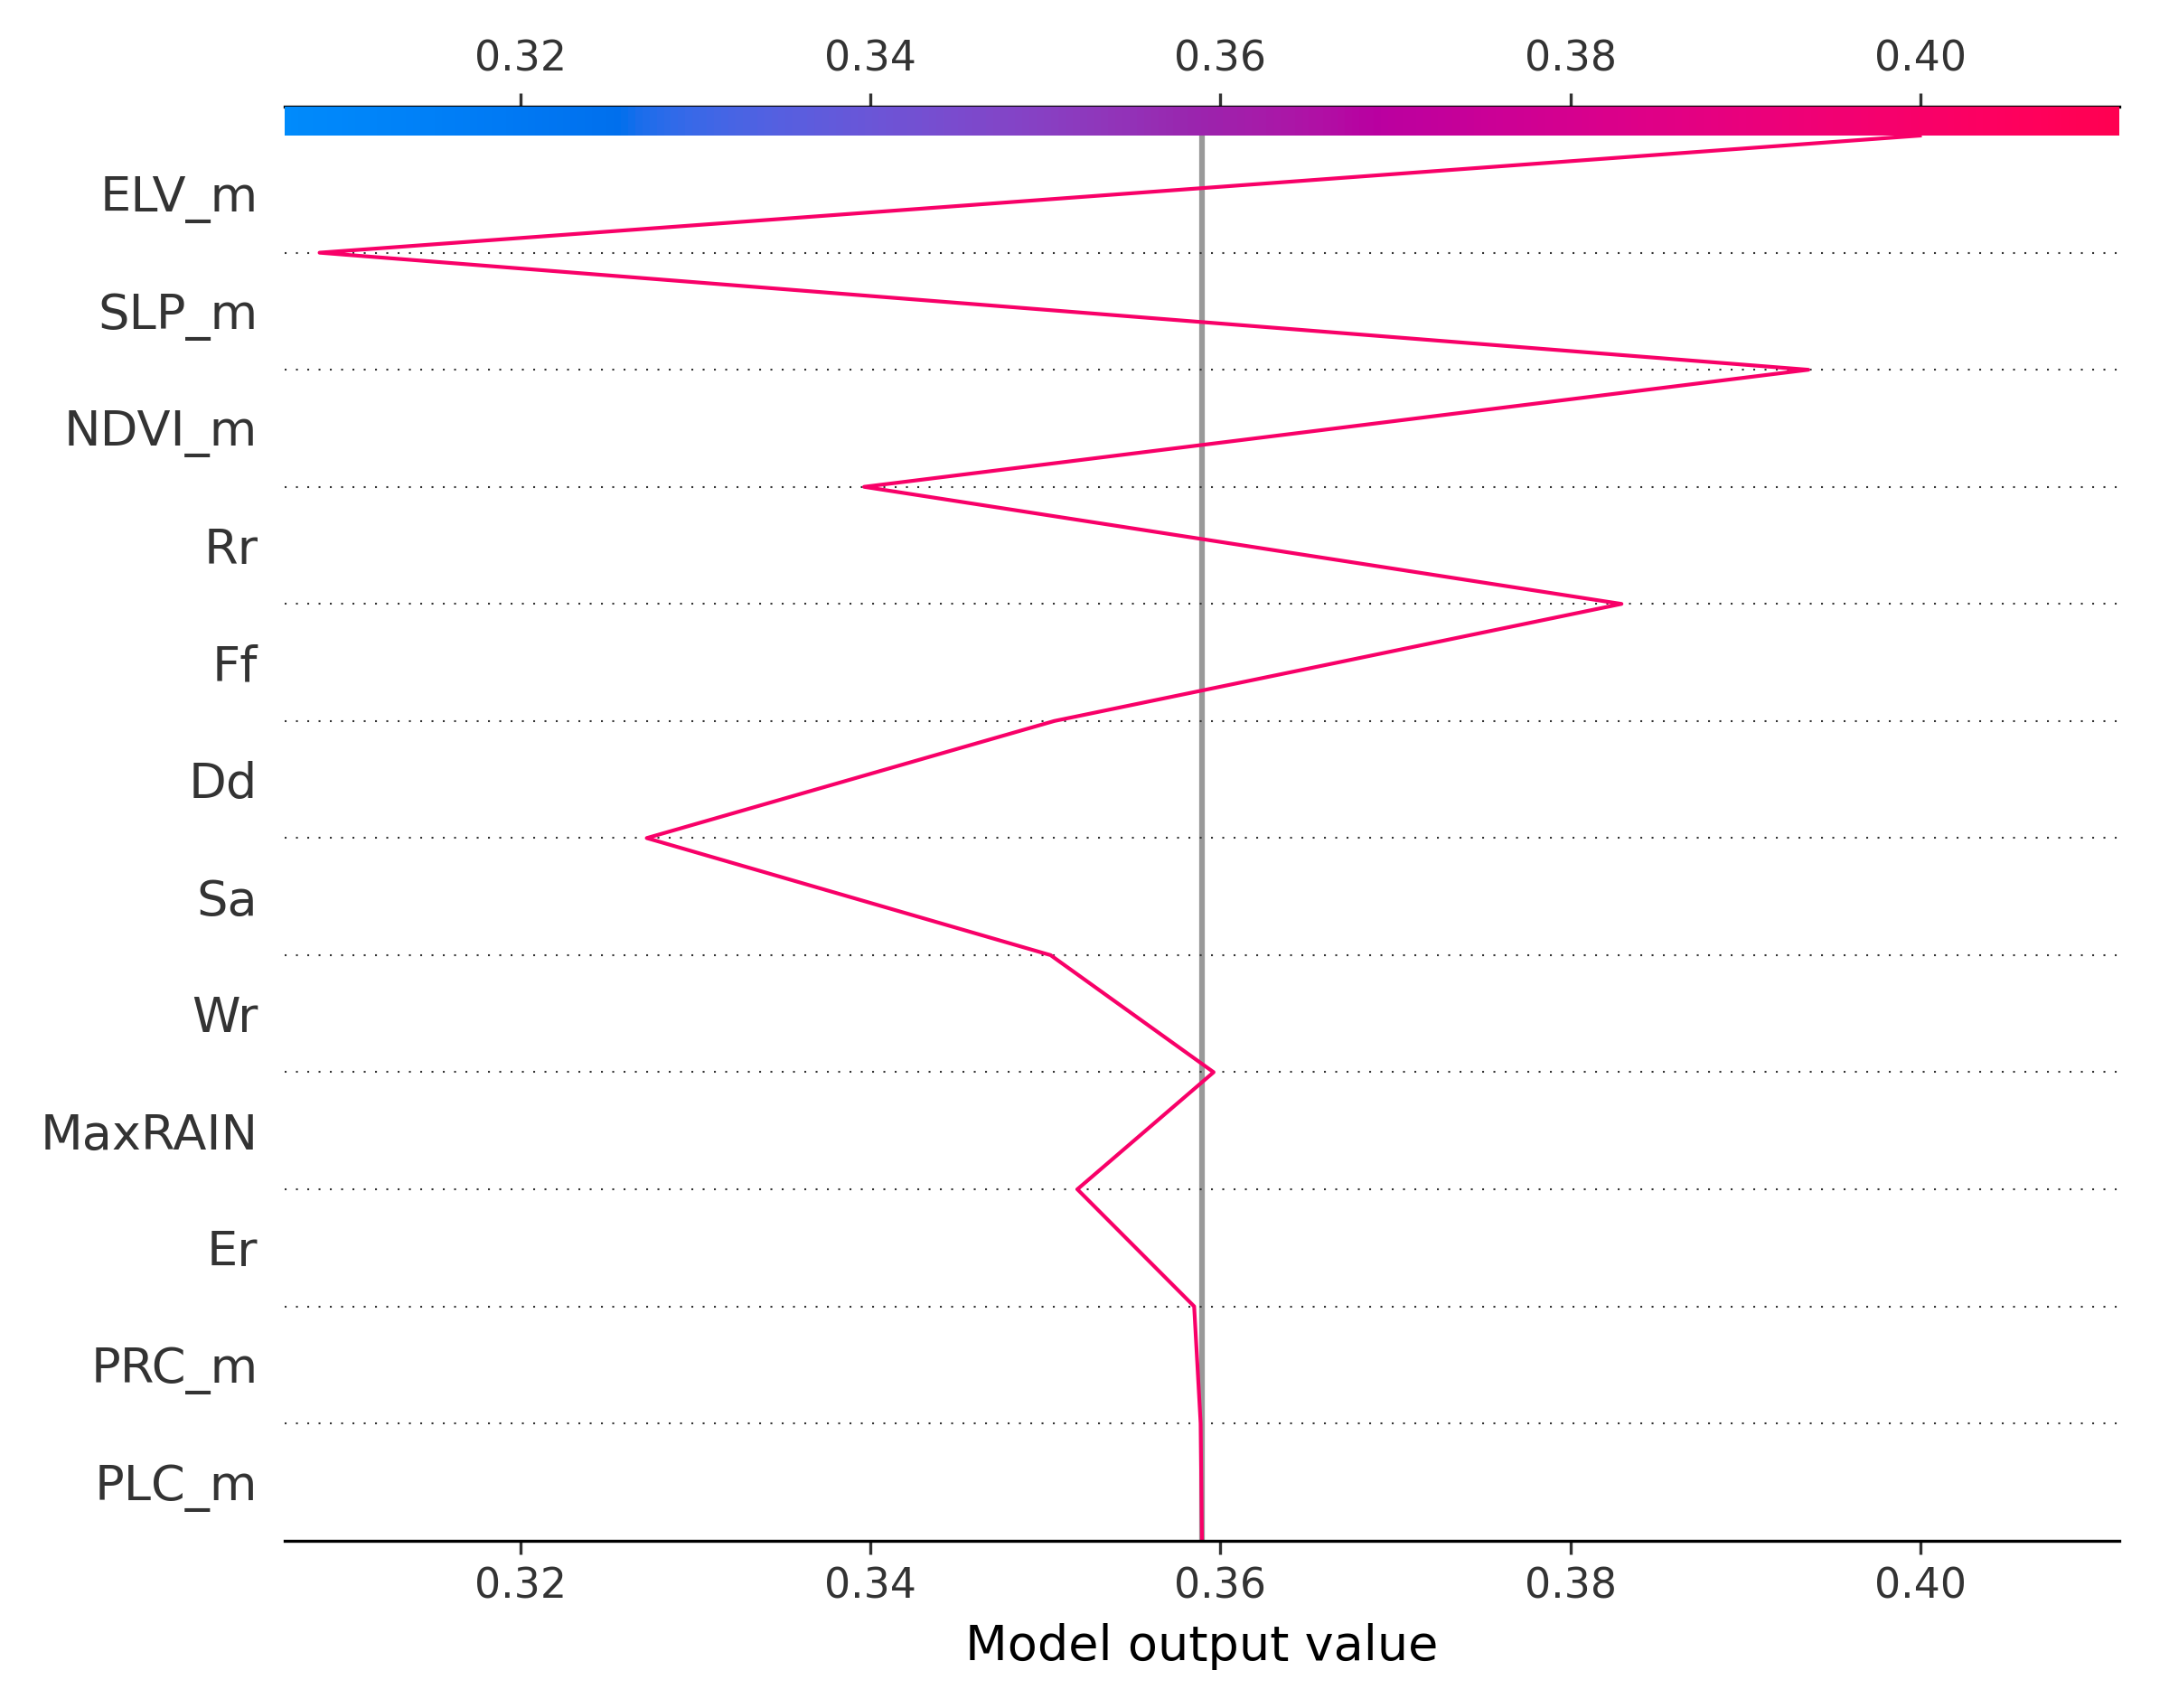 0.32 0.34 0.36 0.38 0.40
ELV_m
SLP_m
NDVI_m
Rr
Ff
Dd
Sa
Wr
MaxRAIN
Er
PRC_m
PLC_m
0.32 0.34 0.36 0.38 0.40
Model output value